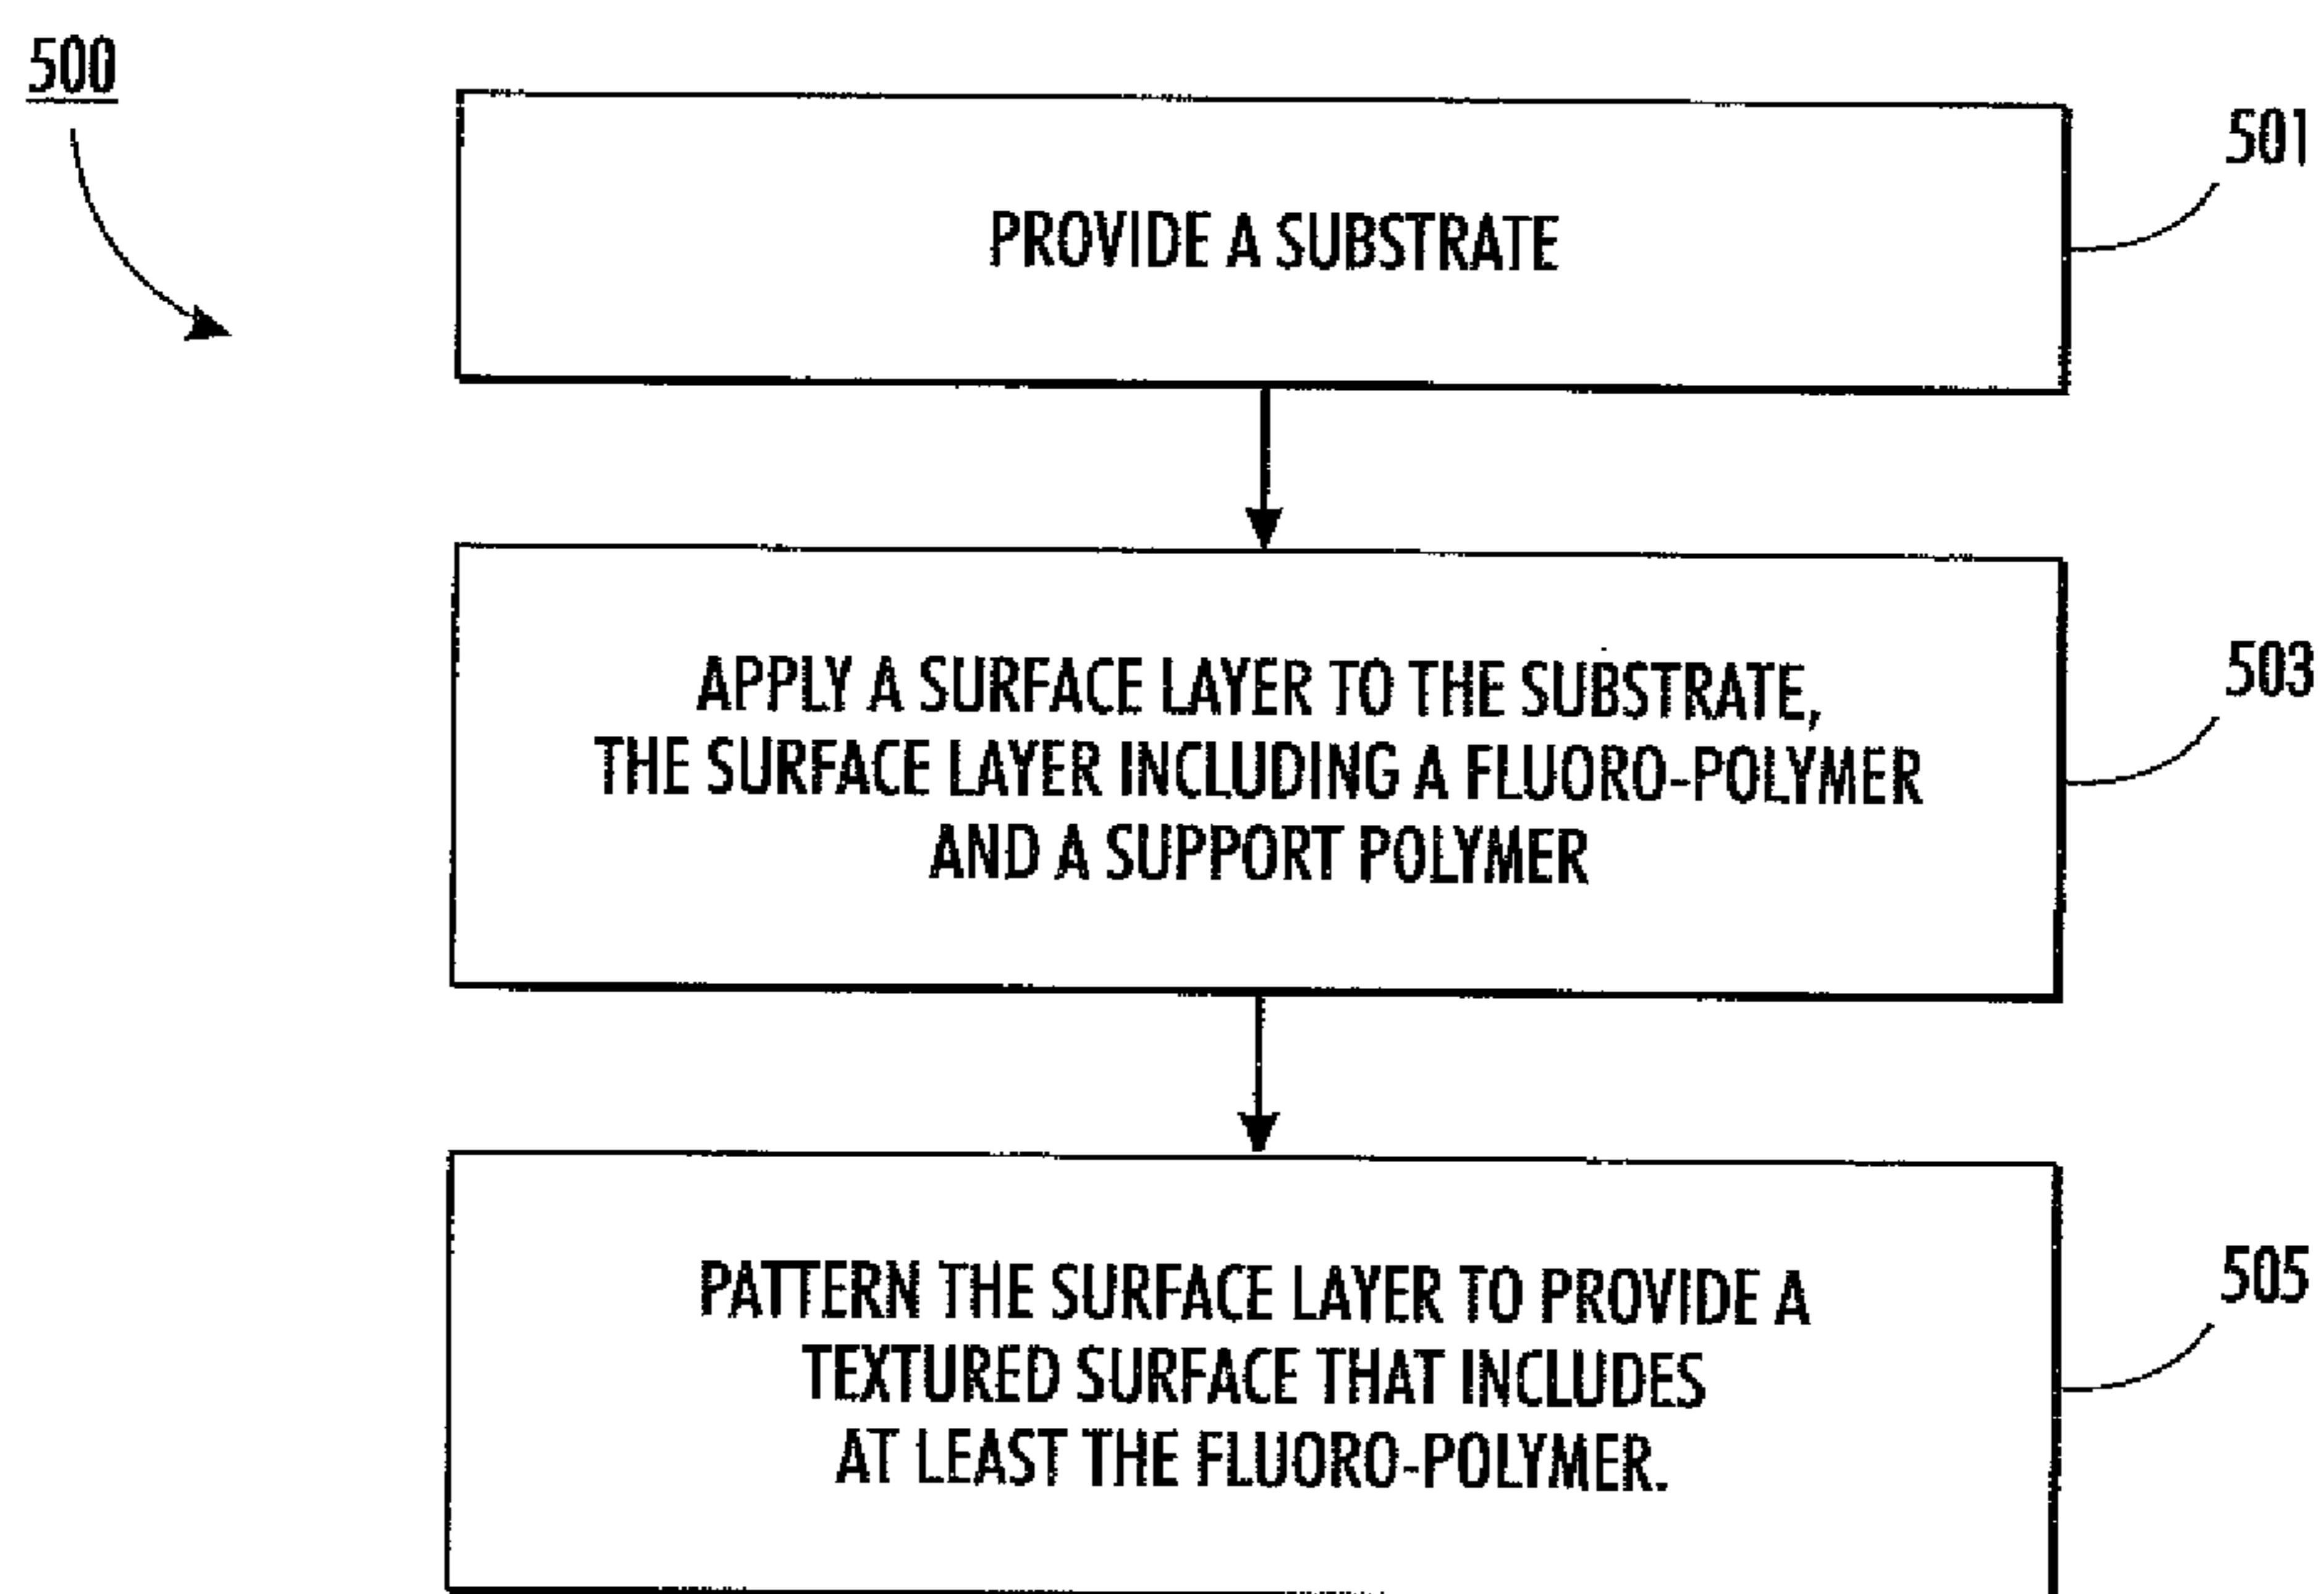 500
PROVIDE A SUBSTRATE
501
APPLY A SURFACE LAYER TO THE SUBSTRATE,
THE SURFACE LAYER INCLUDING A FLUORO-POLYMER
AND A SUPPORT POLYMER
503
PATTERN THE SURFACE LAYER TO PROVIDE A
TEXTURED SURFACE THAT INCLUDES
AT LEAST THE FLUORO-POLYMER.
505